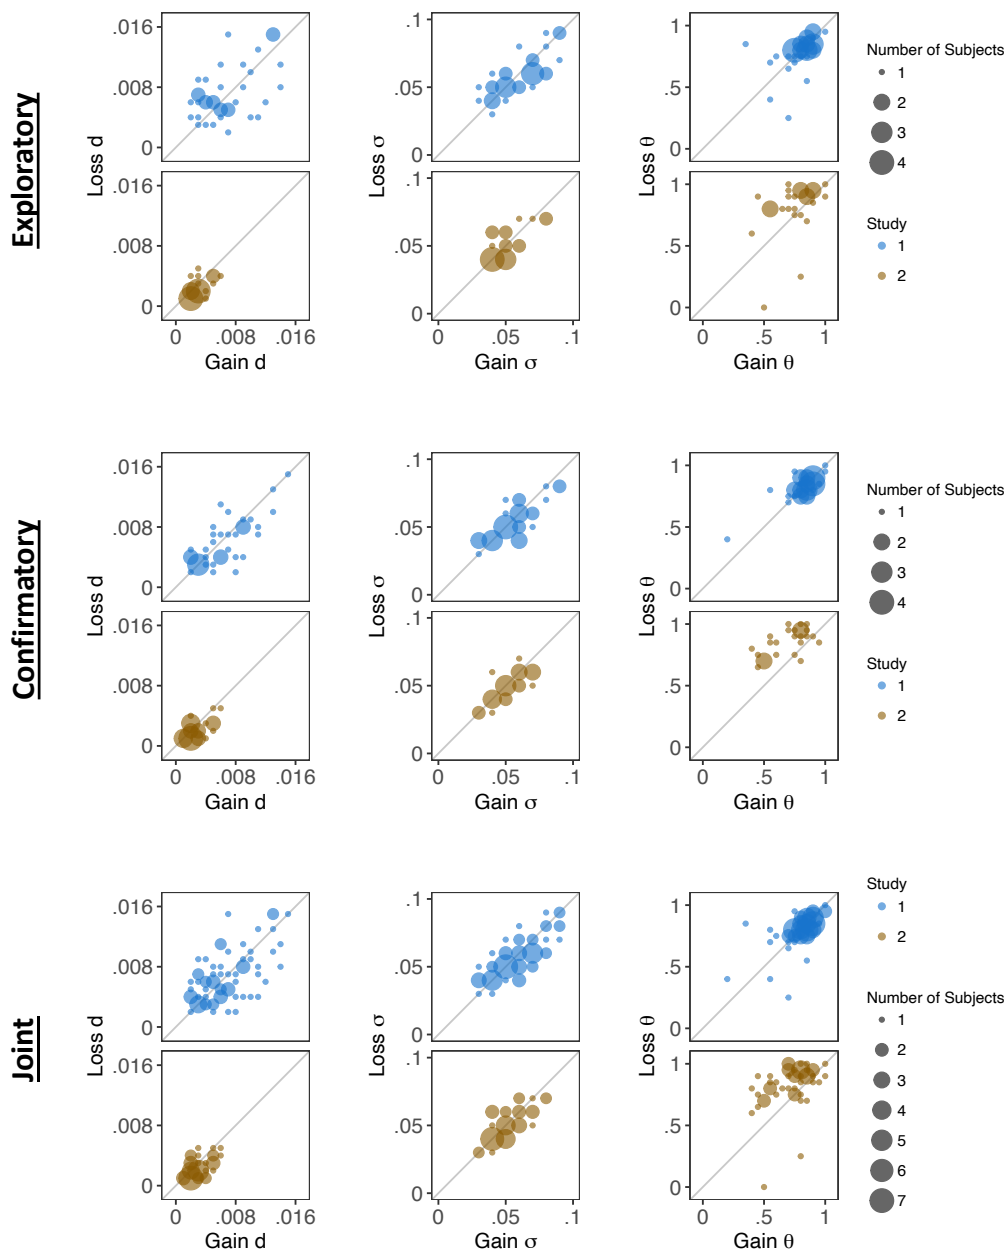 Exploratory
Loss d
.016
.008
0
.016
.008
0
0 .008 .016
Gain d
Loss σ
.1
.05
0
.1
.05
0
0 .05 .1
Gain σ
Loss θ
1
.5
0
1
.5
0
0 .5 1
Gain θ
Number of Subjects
1
2
3
4
Study
1
2
Confirmatory
Loss d
.016
.008
0
.016
.008
0
0 .008 .016
Gain d
Loss σ
.1
.05
0
.1
.05
0
0 .05 .1
Gain σ
Loss θ
1
.5
0
1
.5
0
0 .5 1
Gain θ
Number of Subjects
1
2
3
4
Study
1
2
Joint
Loss d
.016
.008
0
.016
.008
0
0 .008 .016
Gain d
Loss σ
.1
.05
0
.1
.05
0
0 .05 .1
Gain σ
Loss θ
1
.5
0
1
.5
0
0 .5 1
Gain θ
Study
1
2
Number of Subjects
1
2
3
4
5
6
7